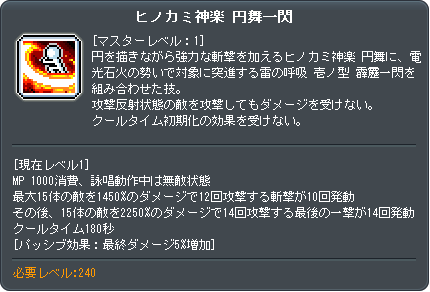 ヒノカミ神楽 円舞一閃
[マスターレベル：1]
円を描きながら強力な斬撃を加えるヒノカミ神楽 円舞に、電
光石火の勢いで対象に突進する雷の呼吸 壱ノ型 霹靂一閃を
組み合わせた技。
攻撃反射状態の敵を攻撃してもダメージを受けない。
クールタイム初期化の効果を受けない。
[現在レベル1]
MP 1000消費、詠唱動作中は無敵状態
最大15体の敵を1450%のダメージで12回攻撃する斬撃が10回発動
その後、15体の敵を2250%のダメージで14回攻撃する最後の一撃が14回発動
クールタイム180秒
[パッシブ効果：最終ダメージ5%増加]
必要レベル:240